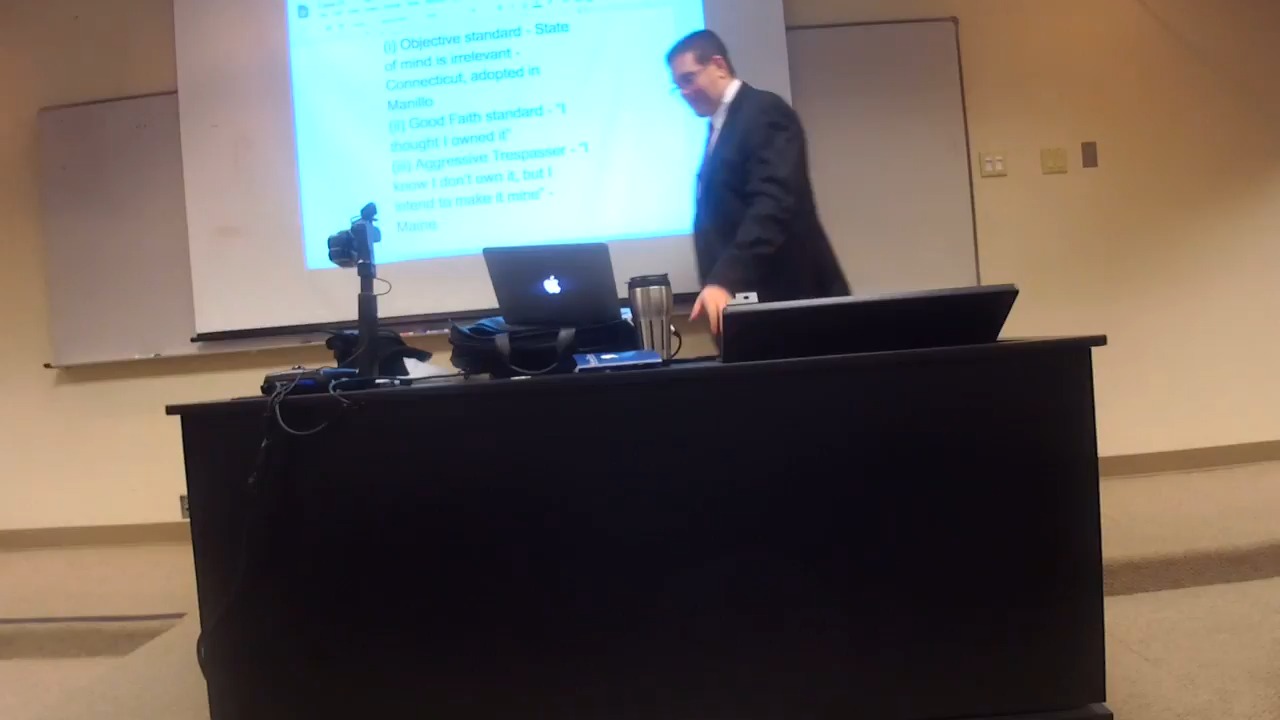 (i) Objective standard - State
of mind is irrelevant -
Connecticut, adopted in
Manillo
(ii) Good Faith standard - "I
thought I owned it"
(iii) Aggressive Trespasser - "I
know I don't own it, but I
intend to make it mine" -
Maine